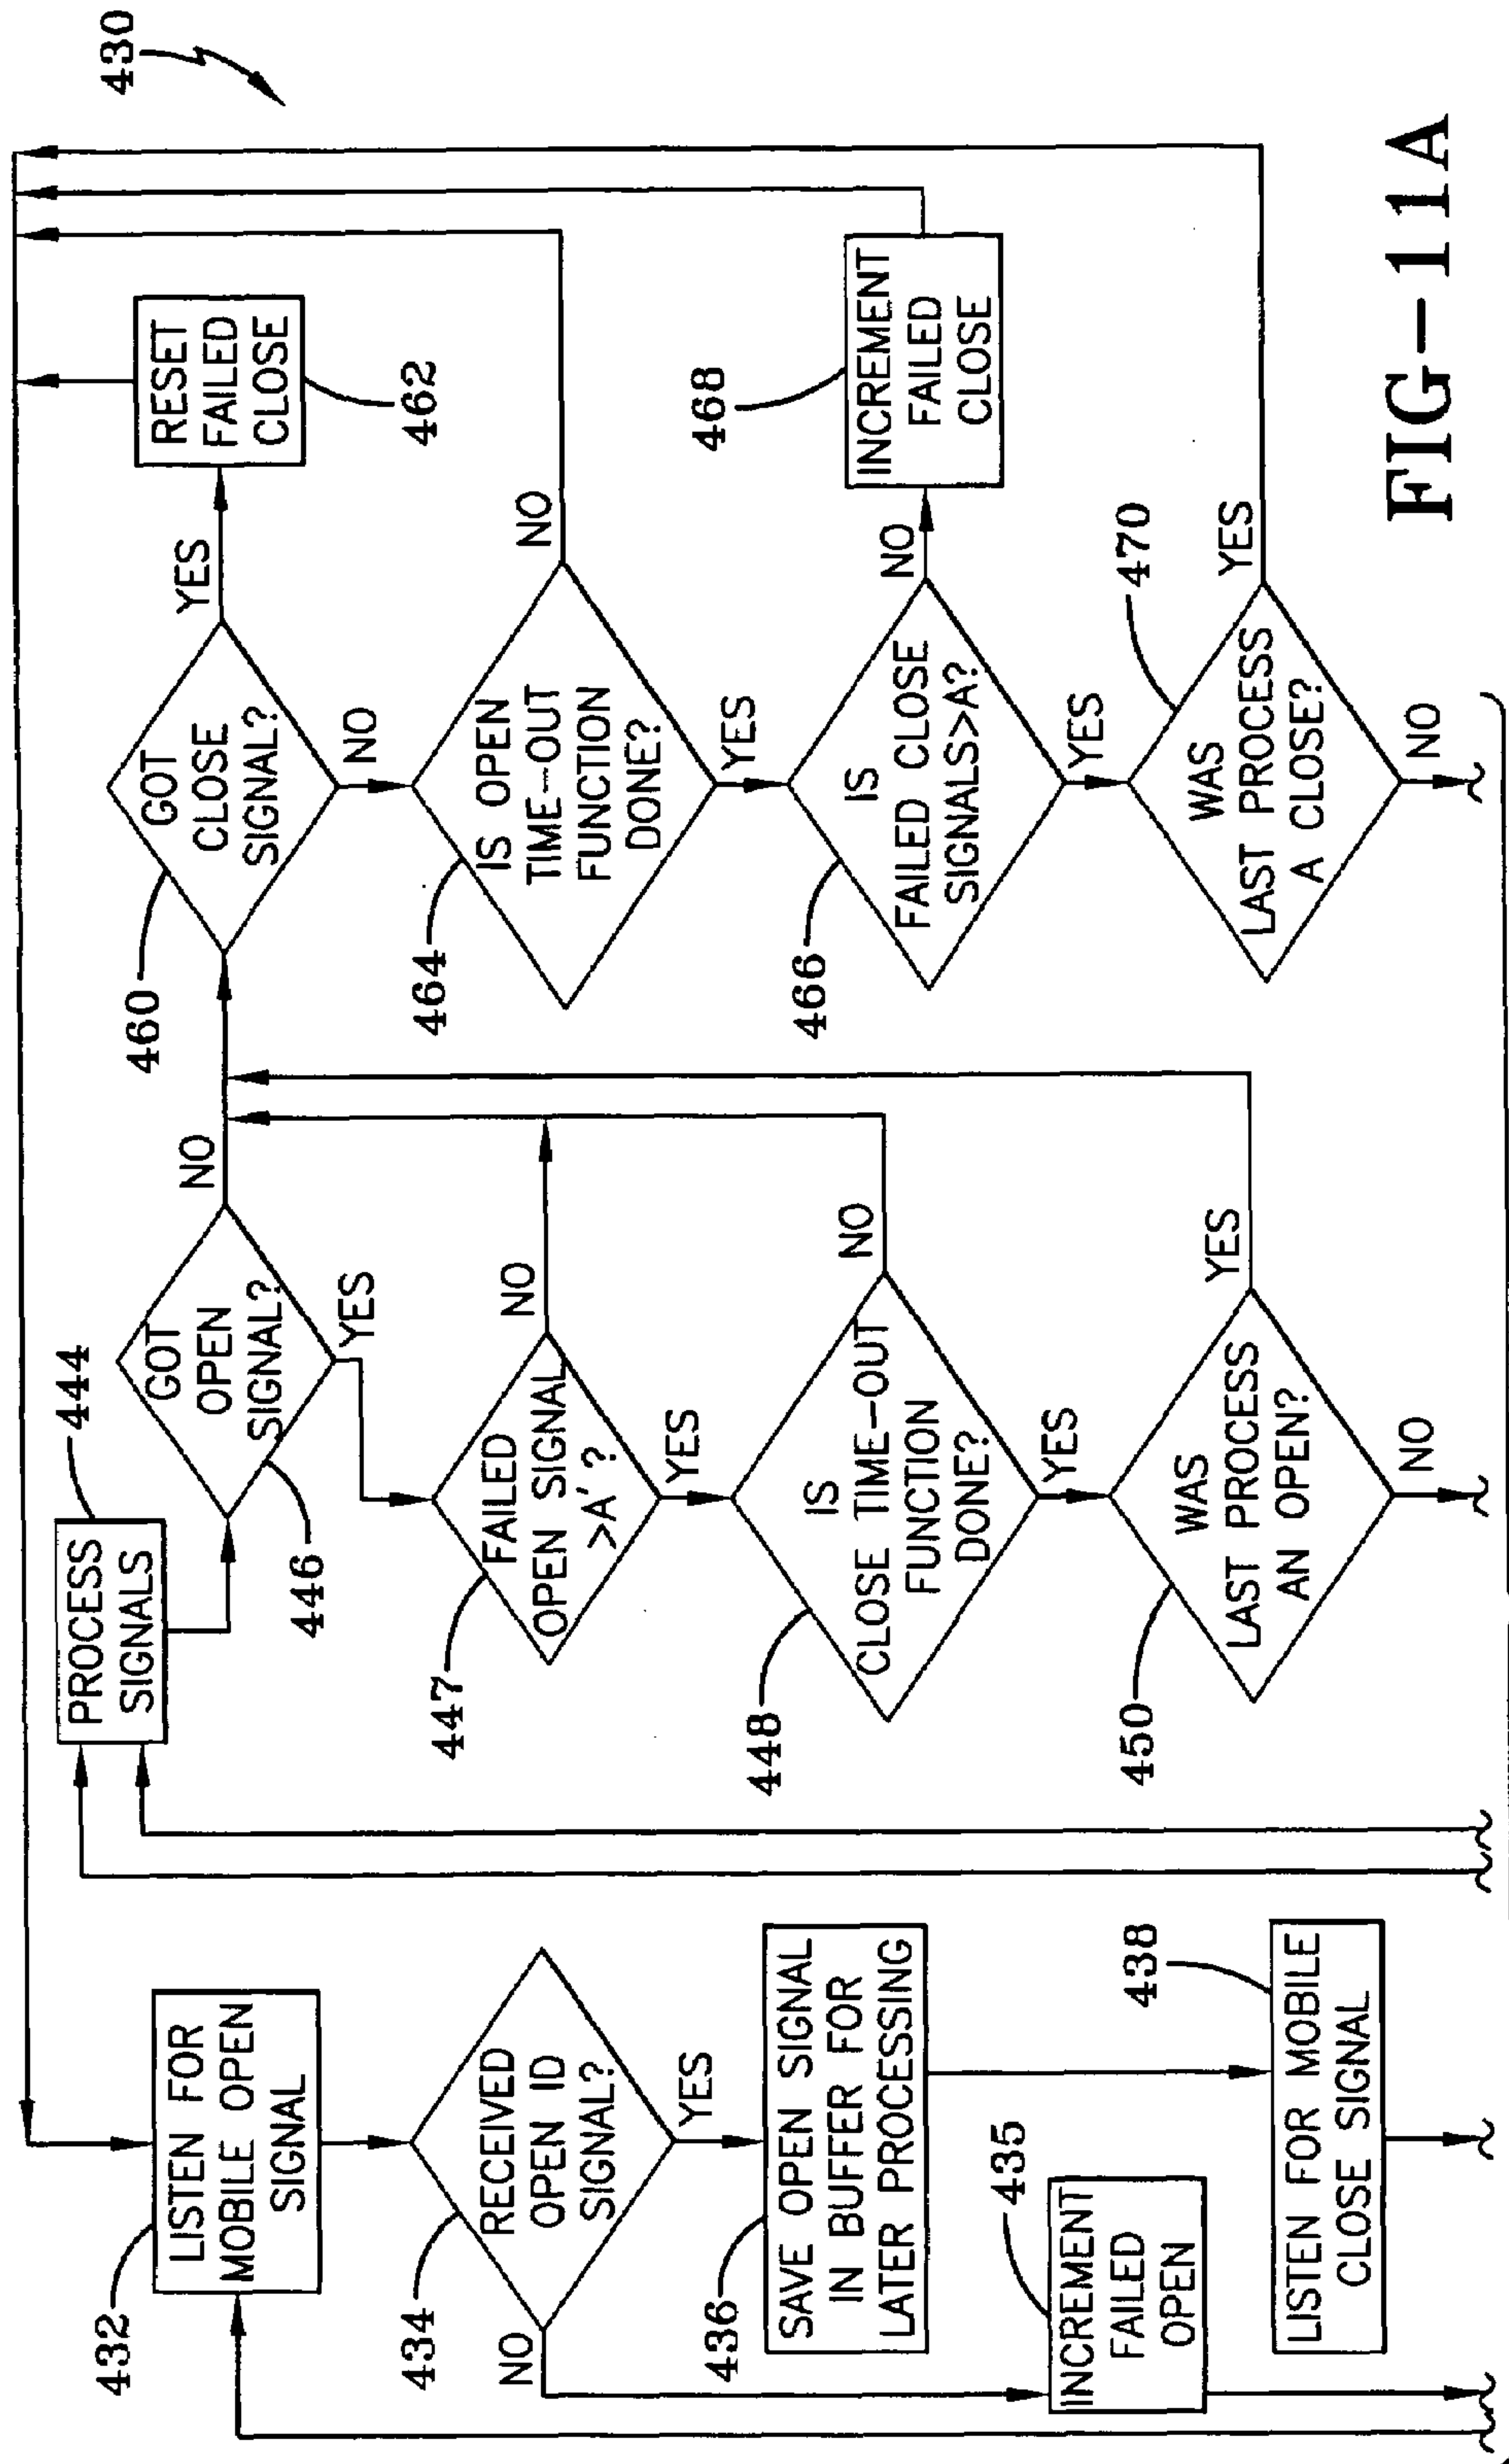 430
432
LISTEN FOR
MOBILE OPEN
SIGNAL
434
RECEIVED
OPEN ID
SIGNAL?
NO
YES
436
SAVE OPEN SIGNAL
IN BUFFER FOR
LATER PROCESSING
435
INCREMENT
FAILED
OPEN
438
LISTEN FOR MOBILE
CLOSE SIGNAL
444
PROCESS
SIGNALS
446
GOT
OPEN
SIGNAL?
NO
YES
447
FAILED
OPEN SIGNAL
>A'?
NO
YES
448
IS
CLOSE TIME-OUT
FUNCTION
DONE?
NO
YES
450
WAS
LAST PROCESS
AN OPEN?
YES
NO
460
GOT
CLOSE
SIGNAL?
YES
NO
RESET
FAILED
CLOSE
462
464
IS OPEN
TIME-OUT
FUNCTION
DONE?
NO
YES
466
IS
FAILED CLOSE
SIGNALS>A?
NO
YES
468
INCREMENT
FAILED
CLOSE
470
WAS
LAST PROCESS
A CLOSE?
YES
NO
FIG-11A